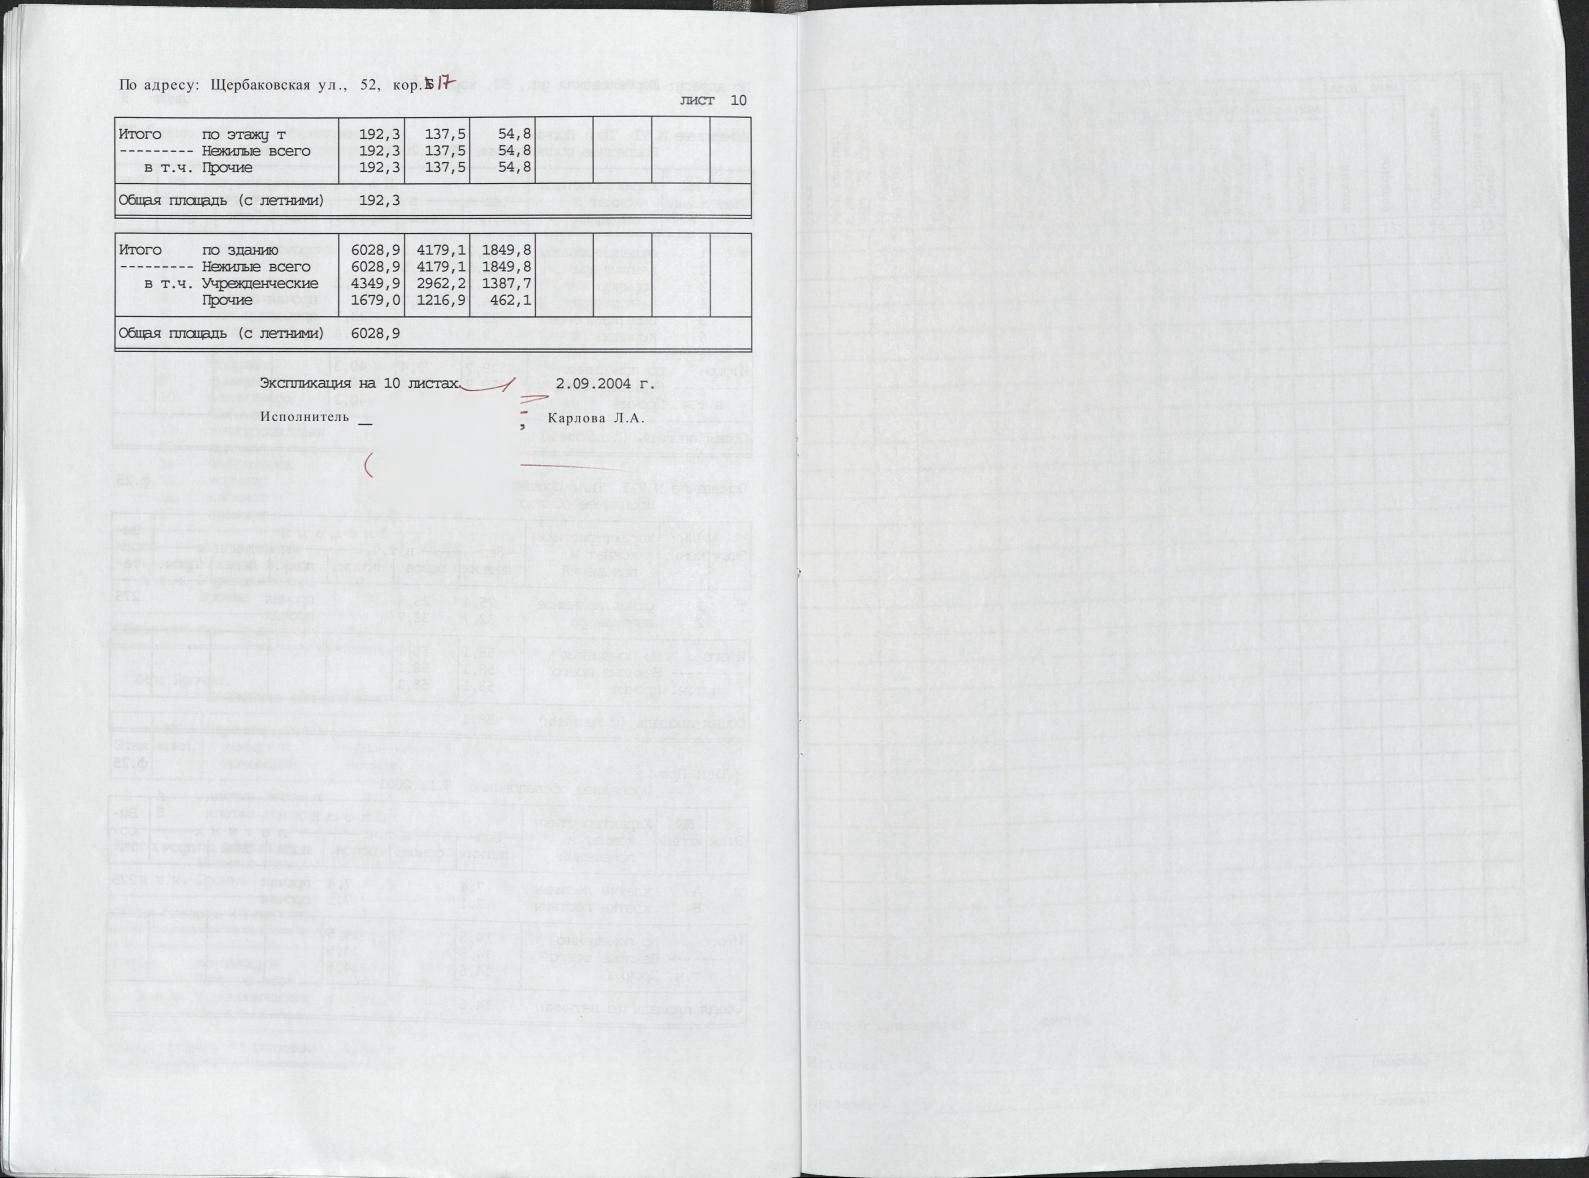 По адресу: Щербаковская ул., 52, кор.Б 17
лист 10
Итого по этажу т 192,3 137,5 54,8
--------- Нежилые всего 192,3 137,5 54,8
в т.ч. Прочие 192,3 137,5 54,8
Общая площадь (с летними) 192,3
Итого по зданию 6028,9 4179,1 1849,8
--------- Нежилые всего 6028,9 4179,1 1849,8
в т.ч. Учрежденческие 4349,9 2962,2 1387,7
Прочие 1679,0 1216,9 462,1
Общая площадь (с летними) 6028,9
Экспликация на 10 листах. 2.09.2004 г.
Исполнитель Карлова Л.А.